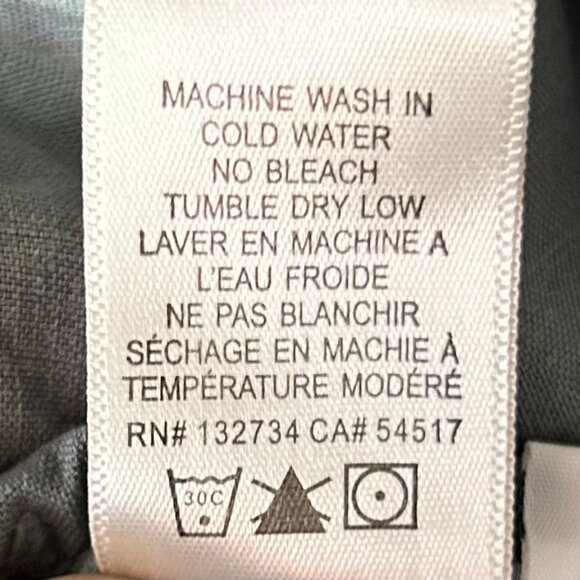 MACHINE WASH IN
COLD WATER
NO BLEACH
TUMBLE DRY LOW
LAVER EN MACHINE A
L'EAU FROIDE
NE PAS BLANCHIR
SÉCHAGE EN MACHIE À
TEMPÉRATURE MODÉRÉ
RN# 132734 CA# 54517
30C